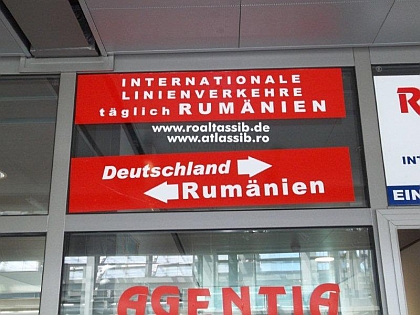 INTERNATIONALE
LINIENVERKEHRE
täglich RUMÄNIEN
www.roaltassib.de
www.atlassib.ro
Deutschland
Rumänien
AGENTIA